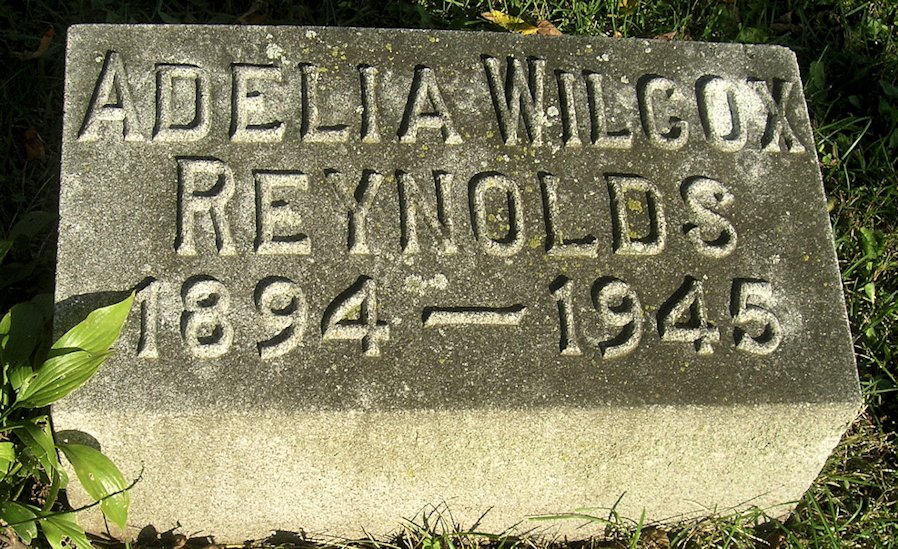 ADELIA WILCOX
REYNOLDS
1894 — 1945